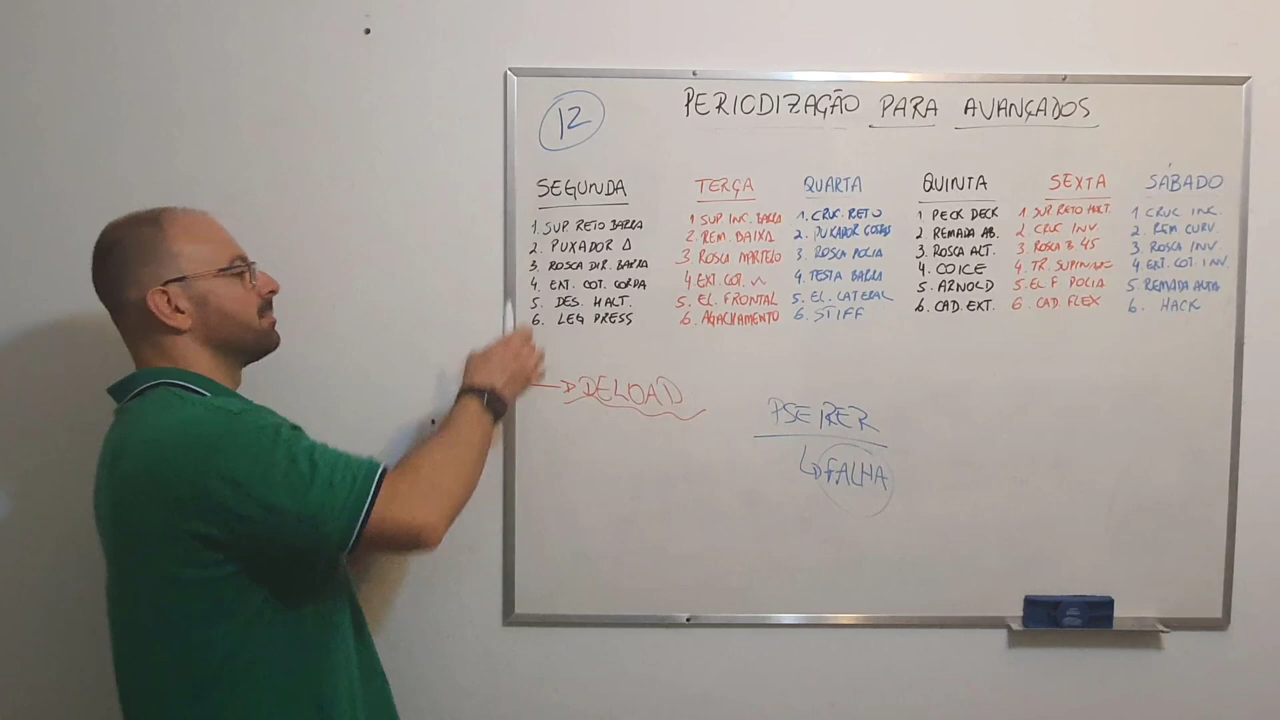 12
PERIODIZAÇÃO PARA AVANÇADOS
SEGUNDA
1. SUP RETO BARRA
2. PUXADOR Δ
3. ROSCA DIR. BARRA
4. EXT. COT. CORDA
5. DES. HALT.
6. LEG PRESS
TERÇA
1 SUP INC. BARRA
2. REM. BAIXA
3. ROSCA MARTELO
4. EXT. COT.
5. EL. FRONTAL
6. AGACHAMENTO
QUARTA
1. CRUC. RETO
2. PUXADOR COSTAS
3. ROSCA POLIA
4. TESTA BARRA
5. EL. LATERAL
6. STIFF
QUINTA
1 PECK DECK
2. REMADA AB.
3. ROSCA ALT.
4. COICE
5. ARNOLD
6. CAD. EXT.
SEXTA
1. SUP. RETO HALT.
2. CRUC INV.
3. ROSCA B. 45
4. TR. SUPINADO
5. EL F POLIA
6. CAD. FLEX
SÁBADO
1 CRUC INC.
2. REM CURV.
3. ROSCA INV.
4. EXT. COT. INV.
5. REMADA ALTA
6. HACK
DELOAD
PSE/RER
FALHA